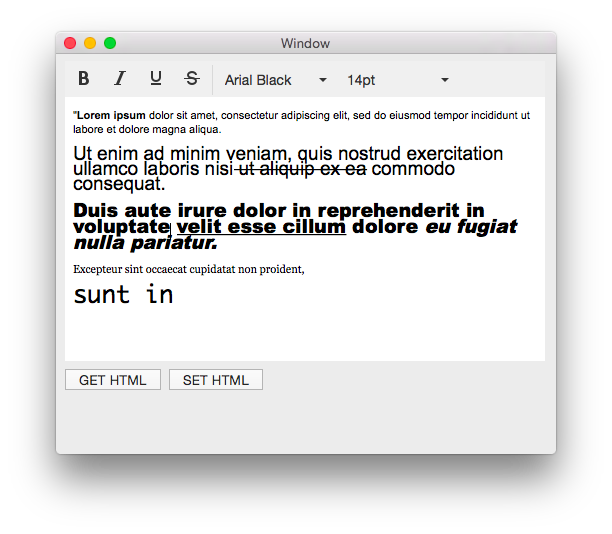 Window
B I U S Arial Black 14pt
"Lorem ipsum dolor sit amet, consectetur adipiscing elit, sed do eiusmod tempor incididunt ut
labore et dolore magna aliqua.
Ut enim ad minim veniam, quis nostrud exercitation
ullamco laboris nisi ut aliquip ex ea commodo
consequat.
Duis aute irure dolor in reprehenderit in
voluptate velit esse cillum dolore eu fugiat
nulla pariatur.
Excepteur sint occaecat cupidatat non proident,
sunt in
GET HTML SET HTML